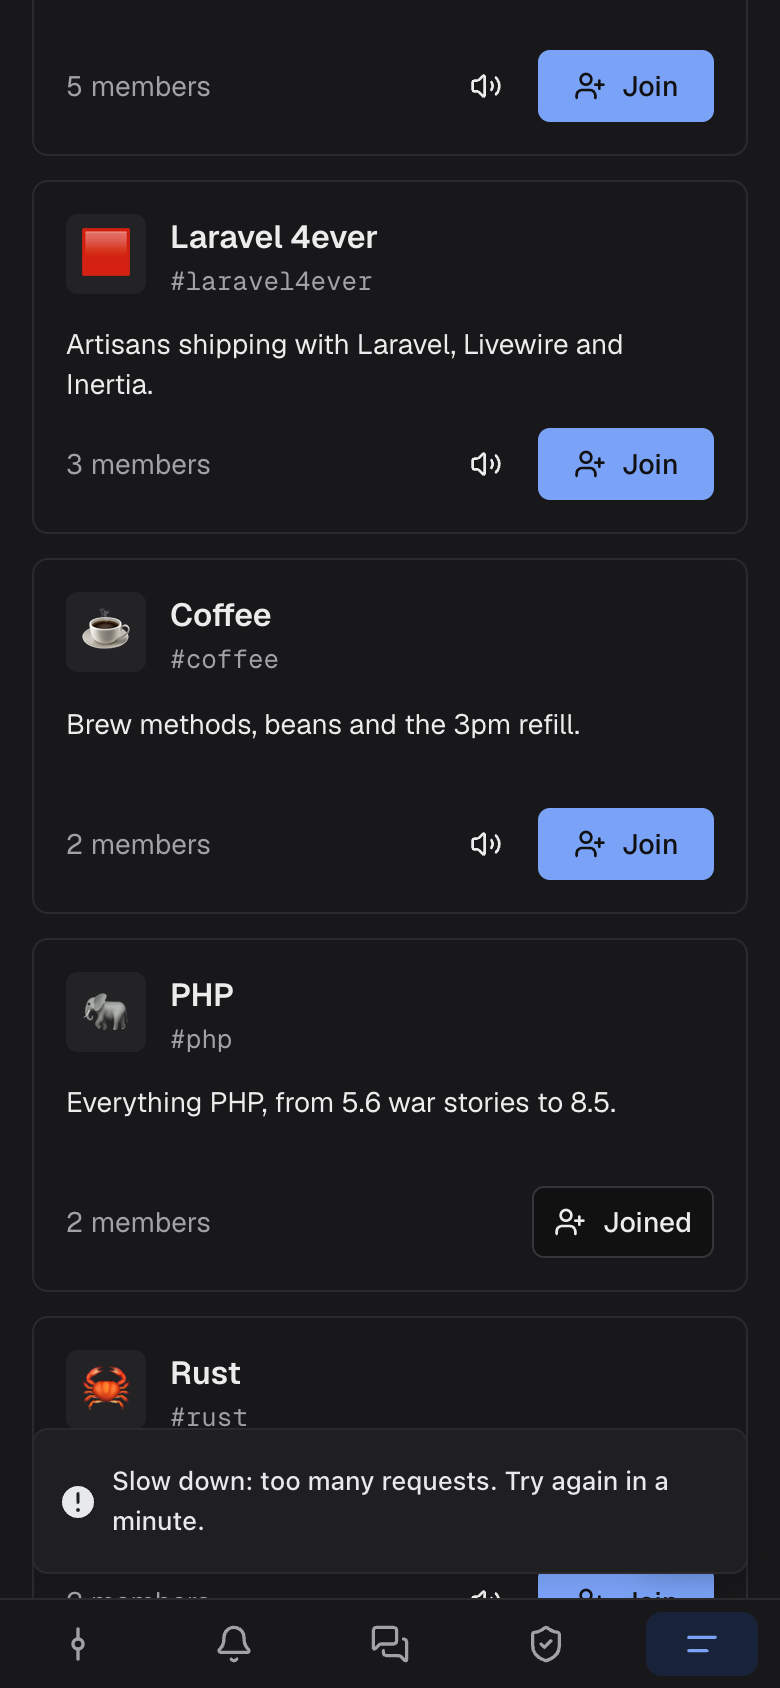 5 members
Join
Laravel 4ever
#laravel4ever
Artisans shipping with Laravel, Livewire and
Inertia.
3 members
Join
Coffee
#coffee
Brew methods, beans and the 3pm refill.
2 members
Join
PHP
#php
Everything PHP, from 5.6 war stories to 8.5.
2 members
Joined
Rust
#rust
Slow down: too many requests. Try again in a
minute.
members
Join